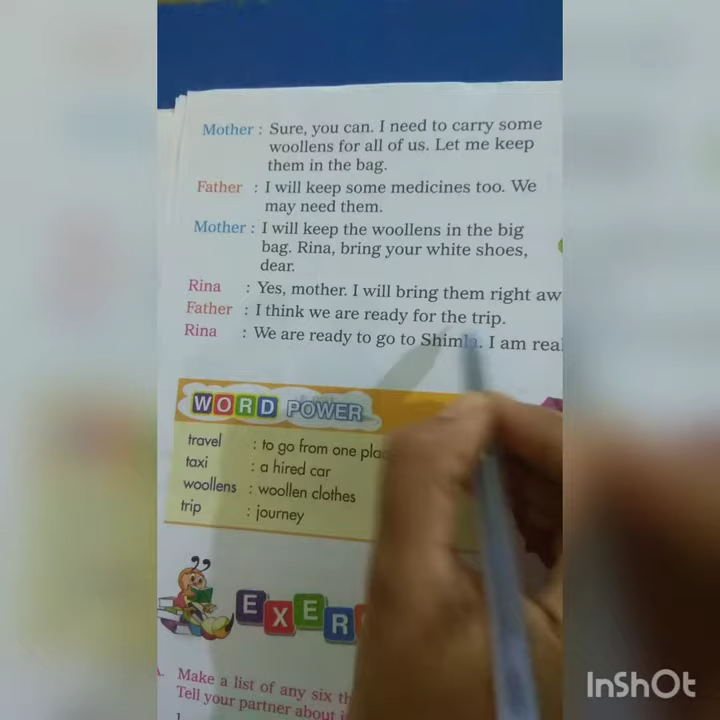 Mother : Sure, you can. I need to carry some
woollens for all of us. Let me keep
them in the bag.
Father : I will keep some medicines too. We
may need them.
Mother : I will keep the woollens in the big
bag. Rina, bring your white shoes,
dear.
Rina : Yes, mother. I will bring them right aw
Father : I think we are ready for the trip.
Rina : We are ready to go to Shimla. I am rea
WORD POWER
travel : to go from one pla
taxi : a hired car
woollens : woollen clothes
trip : journey
EXER
A. Make a list of any six th
Tell your partner about
1
InShOt